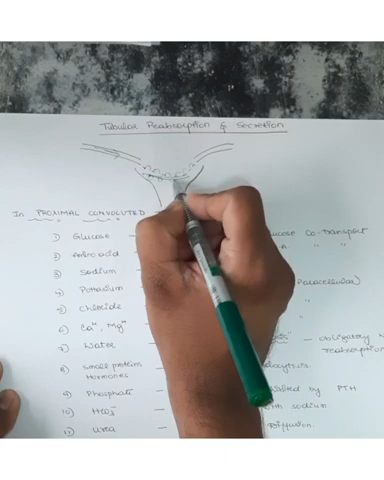 Tubular Reabsorption & Secretion
In PROXIMAL CONVOLUTED
1) Glucose – Glucose Co-Transport
2) Amino acid – " "
3) Sodium –
4) Potassium – (Paracellular)
5) Chloride – "
6) Ca⁺⁺, Mg⁺⁺ –
7) Water – obligatory
reabsorption
8) Small proteins
Hormones
9) Phosphate – by PTH
10) HCO₃⁻ – with sodium
11) Urea – Diffusion.